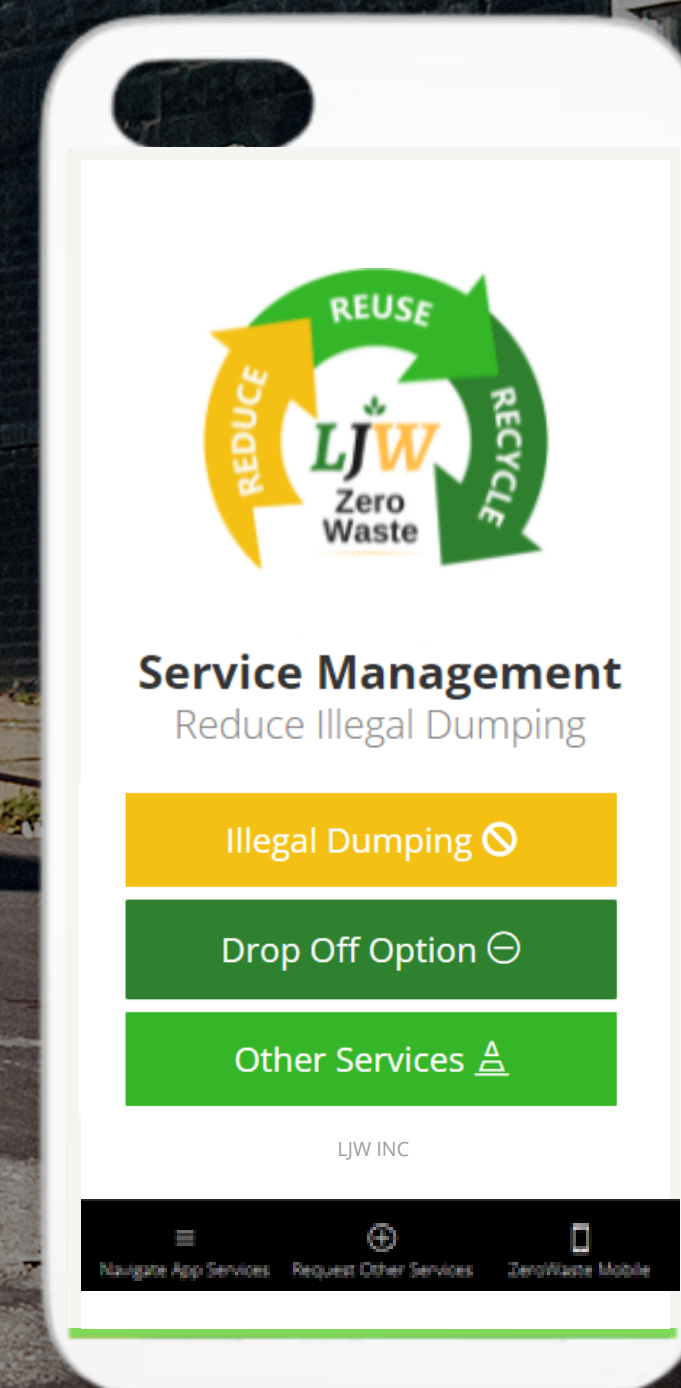 REDUCE
REUSE
RECYCLE
LJW
Zero
Waste
Service Management
Reduce Illegal Dumping
Illegal Dumping
Drop Off Option
Other Services
LJW INC
Navigate App Services
Request Other Services
ZeroWaste Mobile